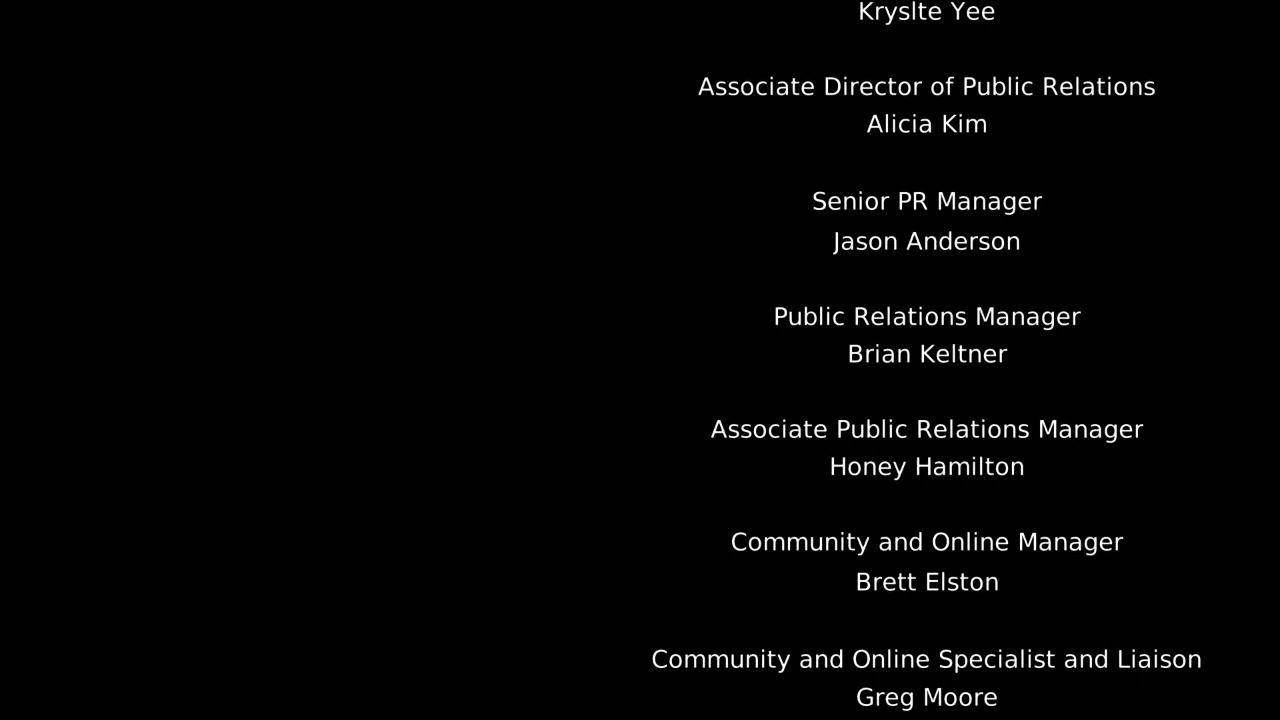 Kryslte Yee
Associate Director of Public Relations
Alicia Kim
Senior PR Manager
Jason Anderson
Public Relations Manager
Brian Keltner
Associate Public Relations Manager
Honey Hamilton
Community and Online Manager
Brett Elston
Community and Online Specialist and Liaison
Greg Moore